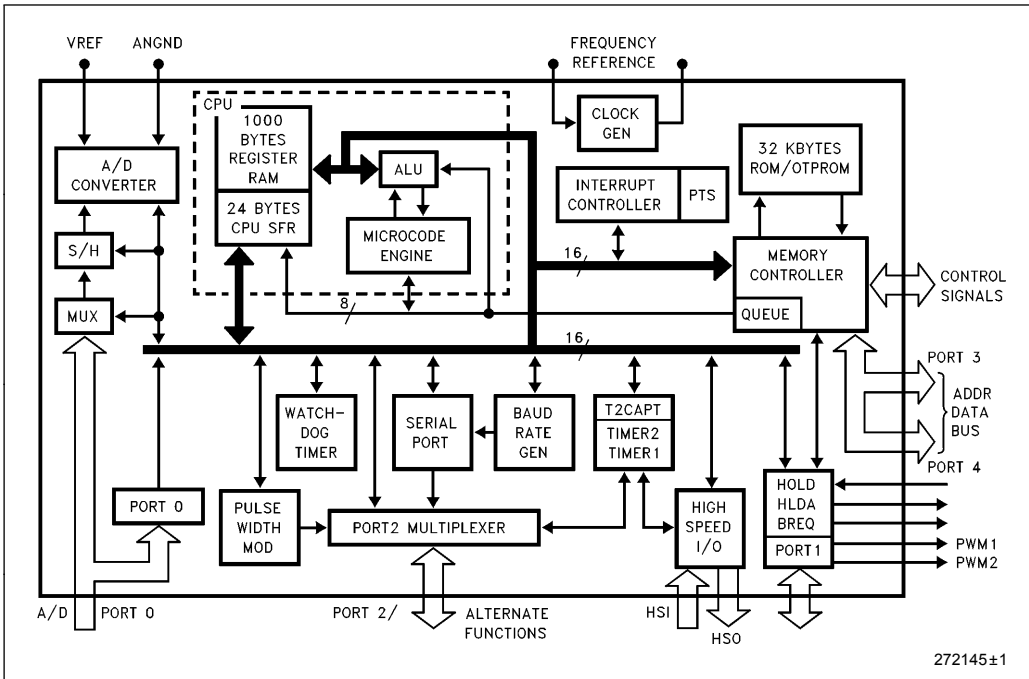 VREF
ANGND
FREQUENCY
REFERENCE
CPU
1000
BYTES
REGISTER
RAM
24 BYTES
CPU SFR
ALU
MICROCODE
ENGINE
CLOCK
GEN
A/D
CONVERTER
S/H
MUX
INTERRUPT
CONTROLLER
PTS
32 KBYTES
ROM/OTPROM
MEMORY
CONTROLLER
QUEUE
CONTROL
SIGNALS
16
8
16
PORT 3
ADDR
DATA
BUS
PORT 4
WATCH-
DOG
TIMER
SERIAL
PORT
BAUD
RATE
GEN
T2CAPT
TIMER2
TIMER1
PORT 0
PULSE
WIDTH
MOD
PORT2 MULTIPLEXER
HIGH
SPEED
I/O
HOLD
HLDA
BREQ
PORT1
PWM1
PWM2
A/D
PORT 0
PORT 2/
ALTERNATE
FUNCTIONS
HSI
HSO
272145±1